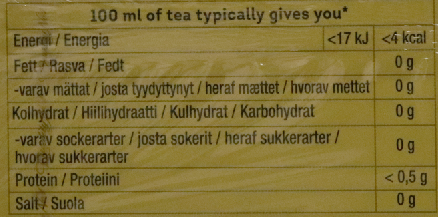 100 ml of tea typically gives you*
Energi / Energia <17 kJ <4 kcal
Fett / Rasva / Fedt 0 g
-varav mättat / josta tyydyttynyt / heraf mættet / hvorav mettet 0 g
Kolhydrat / Hiilihydraatti / Kulhydrat / Karbohydrat 0 g
-varav sockerarter / josta sokerit / heraf sukkerarter /
hvorav sukkerarter 0 g
Protein / Proteiini < 0,5 g
Salt / Suola 0 g